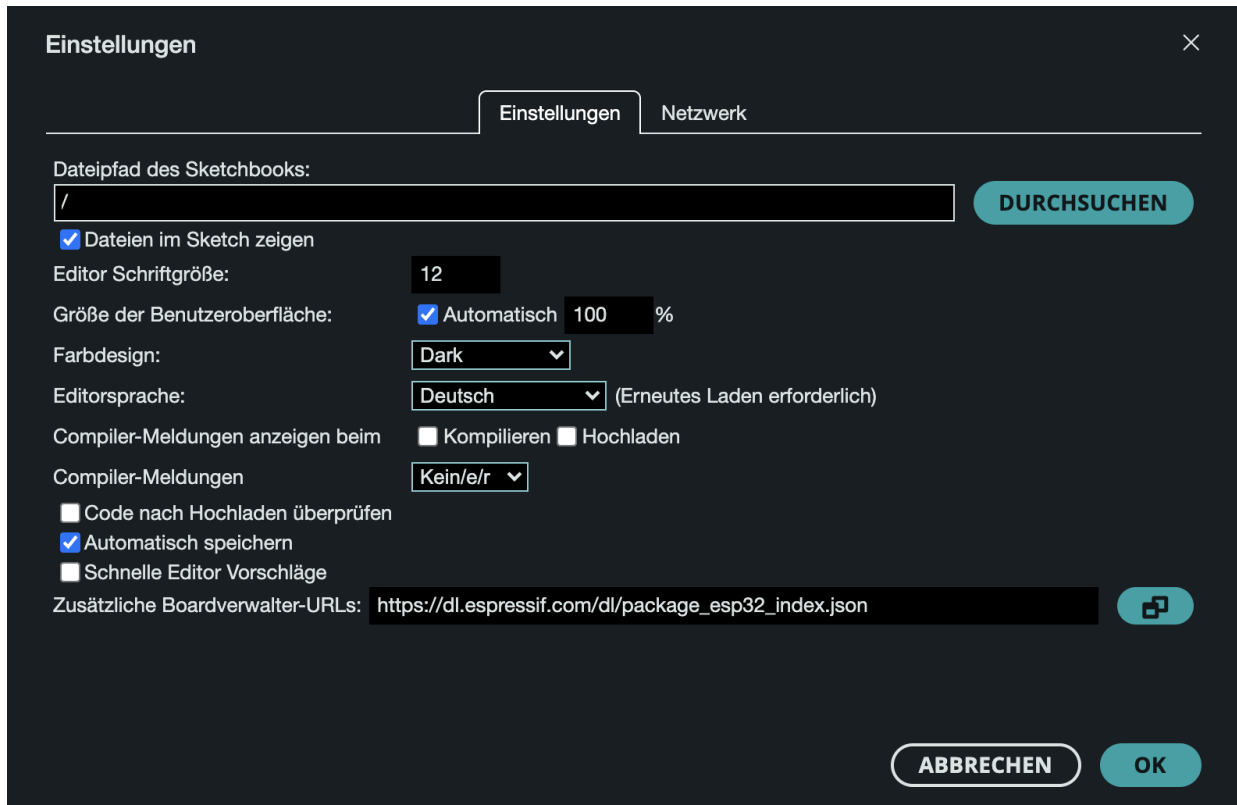 Einstellungen
Einstellungen Netzwerk
Dateipfad des Sketchbooks:
/ DURCHSUCHEN
Dateien im Sketch zeigen
Editor Schriftgröße: 12
Größe der Benutzeroberfläche: Automatisch 100 %
Farbdesign: Dark
Editorsprache: Deutsch (Erneutes Laden erforderlich)
Compiler-Meldungen anzeigen beim Kompilieren Hochladen
Compiler-Meldungen Kein/e/r
Code nach Hochladen überprüfen
Automatisch speichern
Schnelle Editor Vorschläge
Zusätzliche Boardverwalter-URLs: https://dl.espressif.com/dl/package_esp32_index.json
ABBRECHEN OK